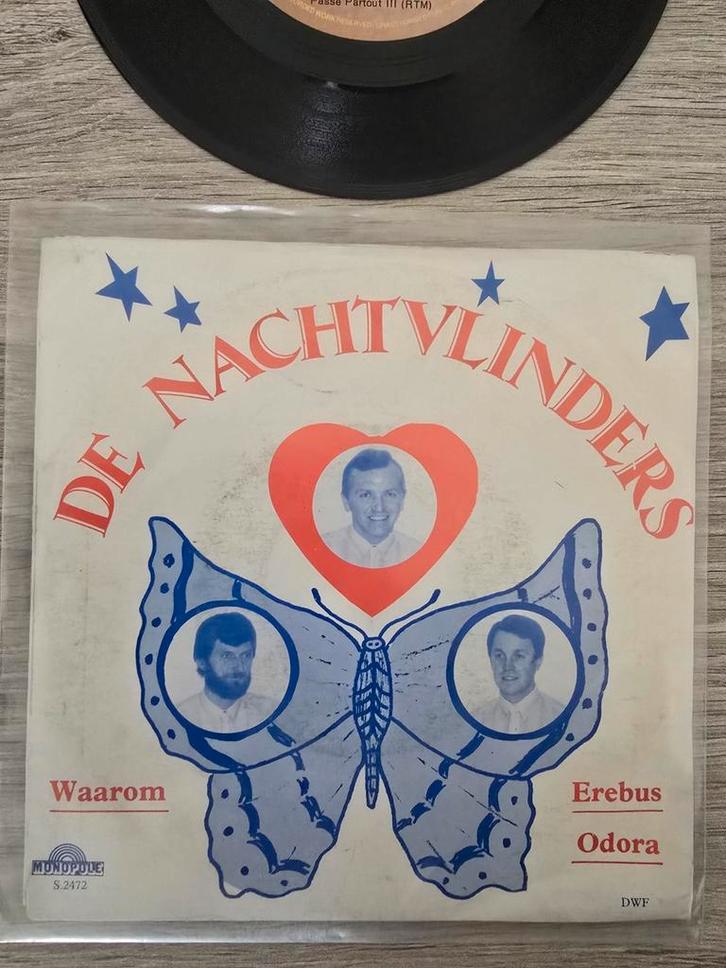 Passe Partout III (RTM)
DE NACHTVLINDERS
Waarom
Erebus
Odora
MONOPOLE
S.2472
DWF